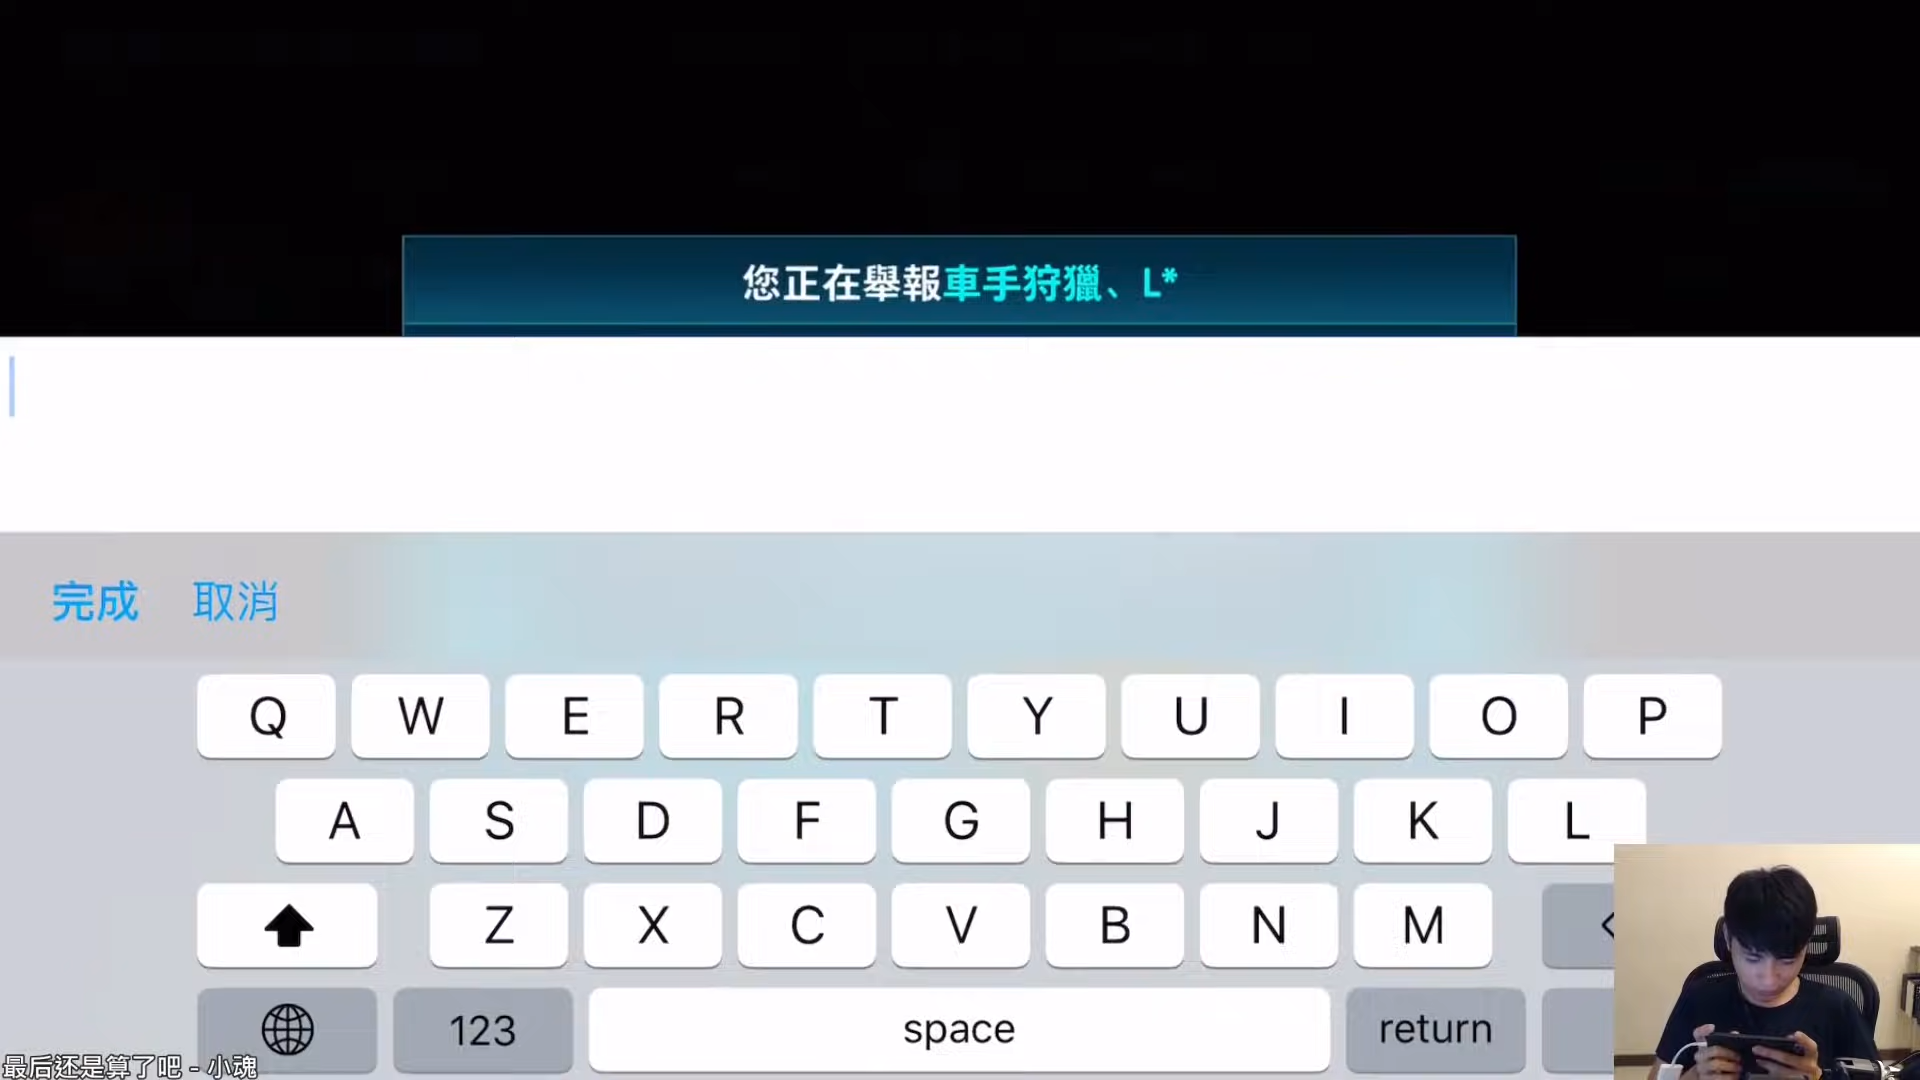 您正在舉報車手狩獵、L*
完成 取消
Q W E R T Y U I O P
A S D F G H J K L
Z X C V B N M
123 space return
最后还是算了吧 - 小魂